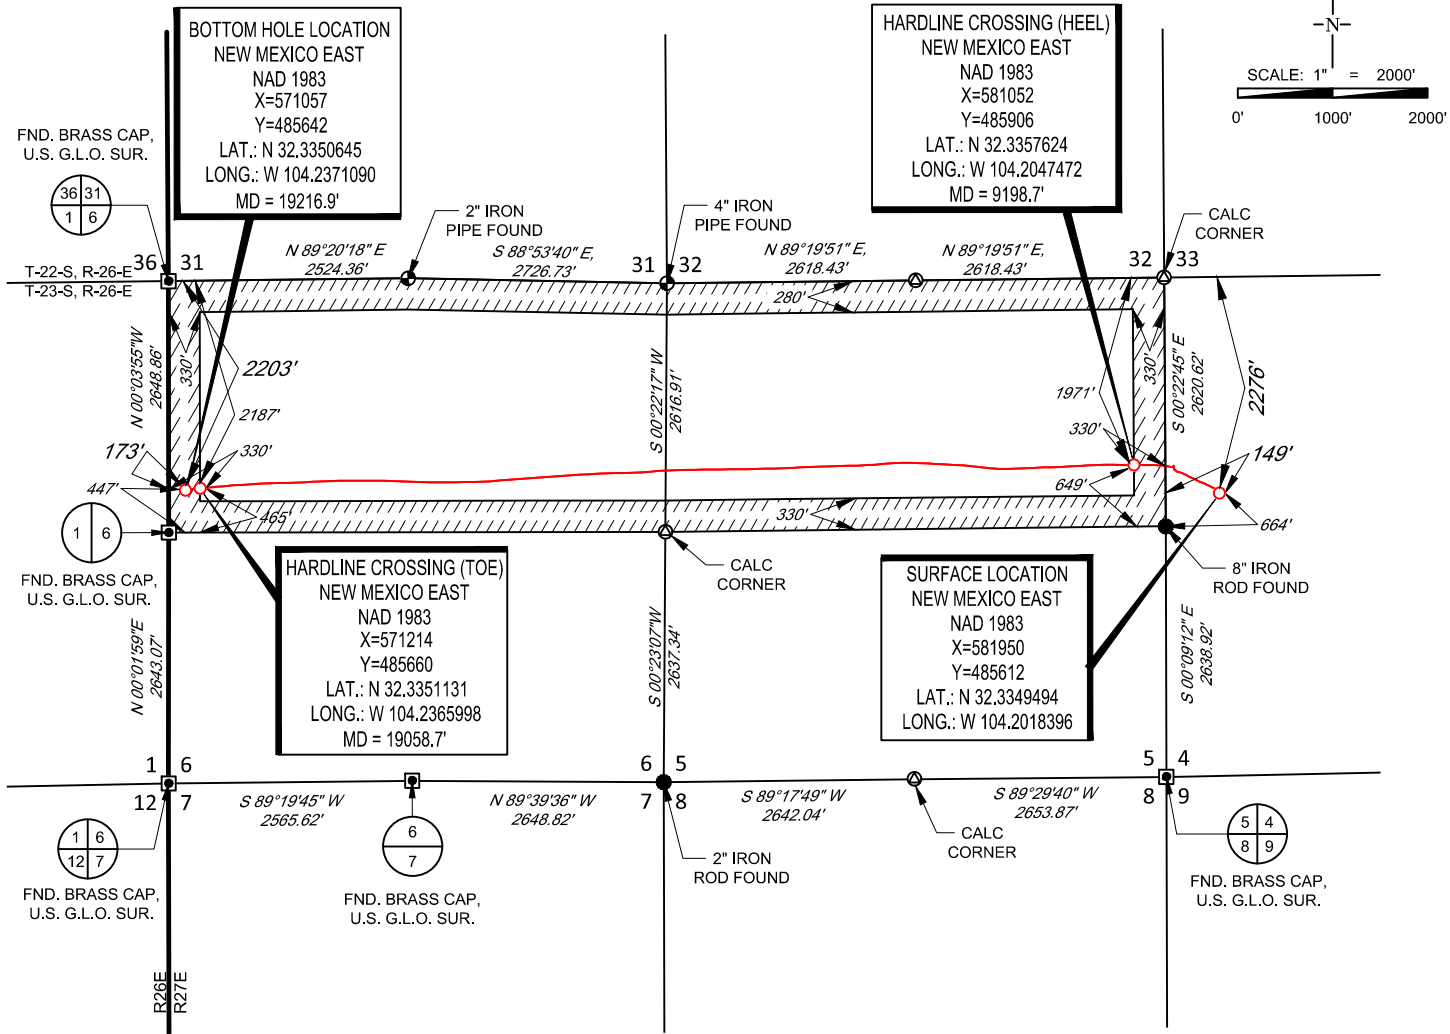 BOTTOM HOLE LOCATION
NEW MEXICO EAST
NAD 1983
X=571057
Y=485642
LAT.: N 32.3350645
LONG.: W 104.2371090
MD = 19216.9'
HARDLINE CROSSING (HEEL)
NEW MEXICO EAST
NAD 1983
X=581052
Y=485906
LAT.: N 32.3357624
LONG.: W 104.2047472
MD = 9198.7'
-N-
SCALE: 1" = 2000'
0' 1000' 2000'
FND. BRASS CAP,
U.S. G.L.O. SUR.
36 31
1 6
2" IRON
PIPE FOUND
4" IRON
PIPE FOUND
CALC
CORNER
T-22-S, R-26-E
T-23-S, R-26-E
36 31
N 89°20'18" E
2524.36'
S 88°53'40" E,
2726.73'
31 32
N 89°19'51" E,
2618.43'
N 89°19'51" E,
2618.43'
32 33
280'
N 00°03'55"W
2648.86'
330'
2203'
2187'
330'
173'
447'
465'
S 00°22'17" W
2616.91'
1971'
330'
330'
649'
S 00°22'45" E
2620.62'
2276'
149'
664'
330'
1 6
FND. BRASS CAP,
U.S. G.L.O. SUR.
CALC
CORNER
8" IRON
ROD FOUND
HARDLINE CROSSING (TOE)
NEW MEXICO EAST
NAD 1983
X=571214
Y=485660
LAT.: N 32.3351131
LONG.: W 104.2365998
MD = 19058.7'
SURFACE LOCATION
NEW MEXICO EAST
NAD 1983
X=581950
Y=485612
LAT.: N 32.3349494
LONG.: W 104.2018396
N 00°01'59"E
2643.07'
S 00°23'07"W
2637.34'
S 00°09'12" E
2638.92'
1 6
12 7
S 89°19'45" W
2565.62'
N 89°39'36" W
2648.82'
6 5
7 8
S 89°17'49" W
2642.04'
S 89°29'40" W
2653.87'
5 4
8 9
1 6
12 7
FND. BRASS CAP,
U.S. G.L.O. SUR.
6
7
FND. BRASS CAP,
U.S. G.L.O. SUR.
2" IRON
ROD FOUND
CALC
CORNER
5 4
8 9
FND. BRASS CAP,
U.S. G.L.O. SUR.
R26E
R27E